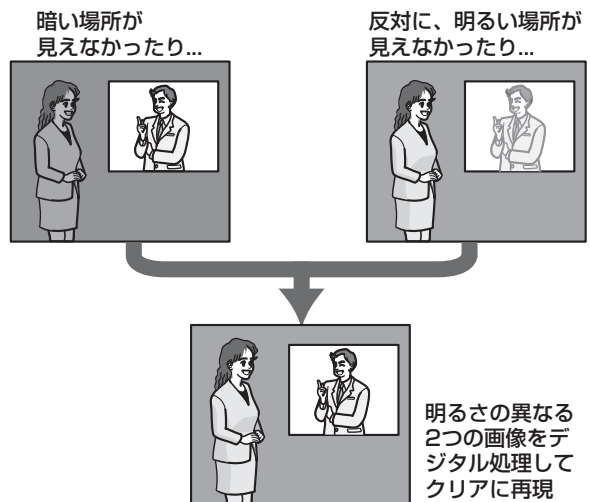 暗い場所が
見えなかったり...
反対に、明るい場所が
見えなかったり...
明るさの異なる
2つの画像をデ
ジタル処理して
クリアに再現